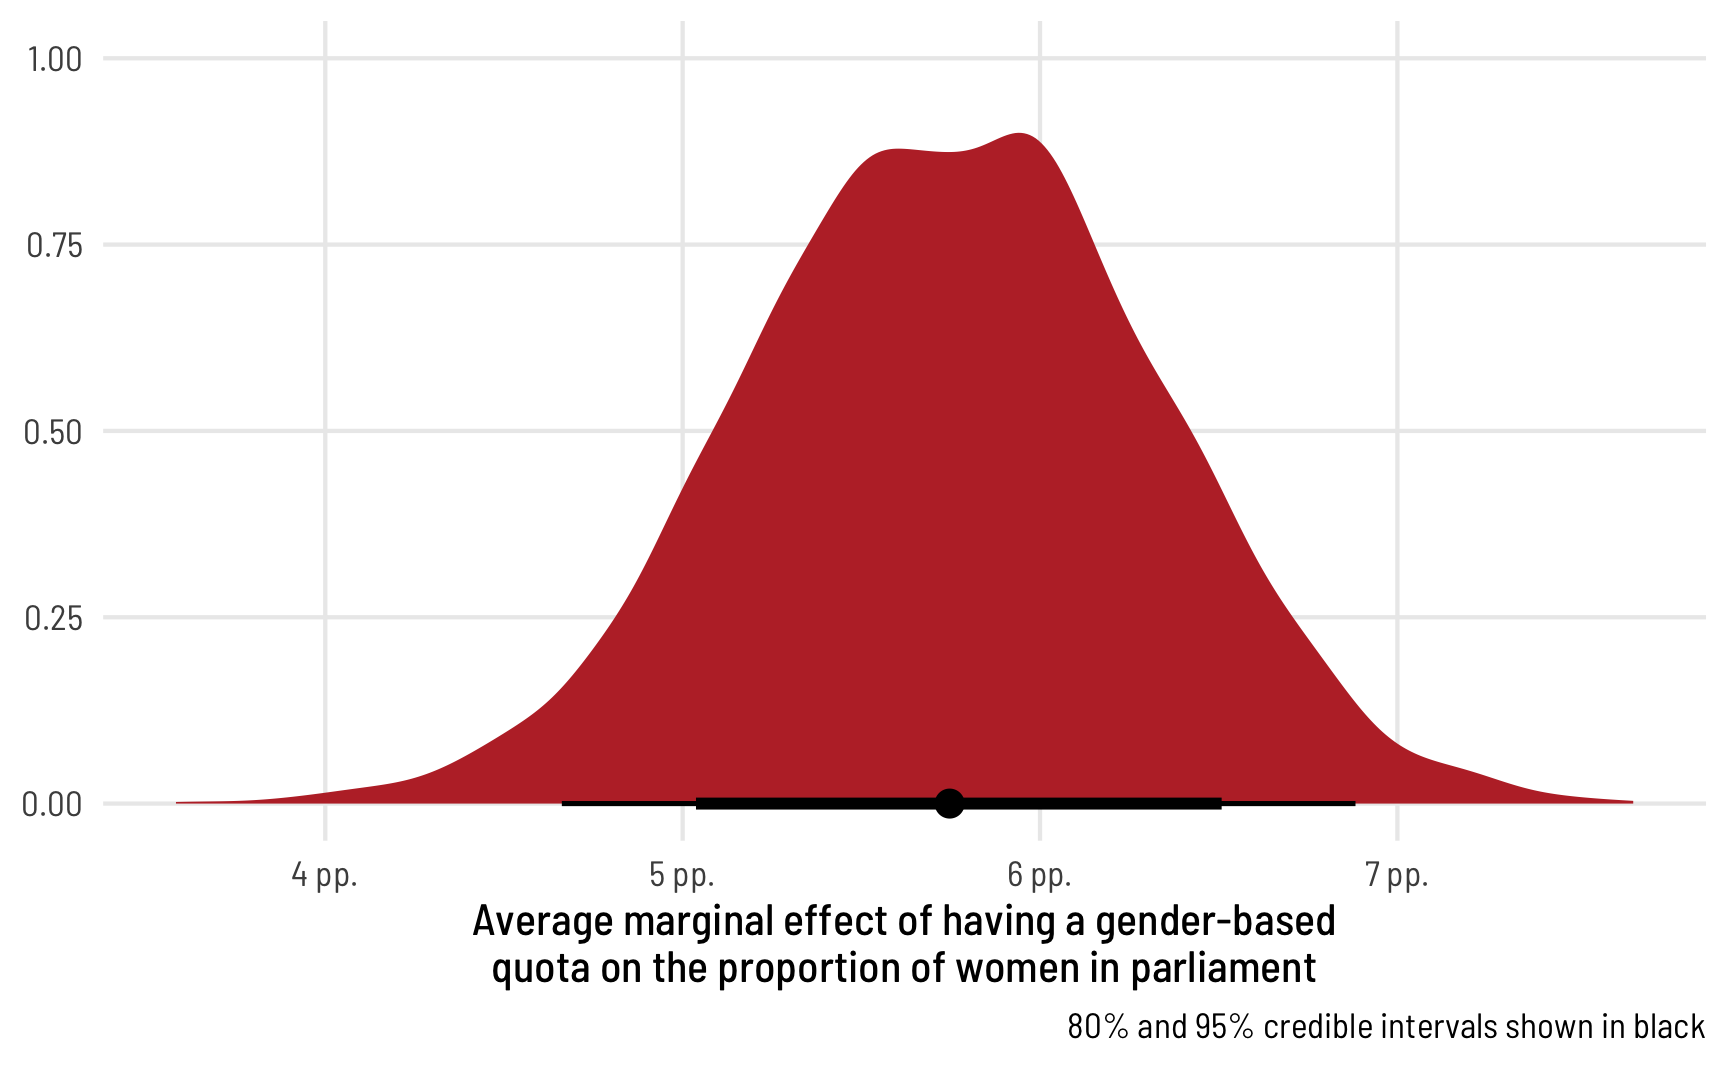 1.00
0.75
0.50
0.25
0.00
4 pp.
5 pp.
6 pp.
7 pp.
Average marginal effect of having a gender-based
quota on the proportion of women in parliament
80% and 95% credible intervals shown in black